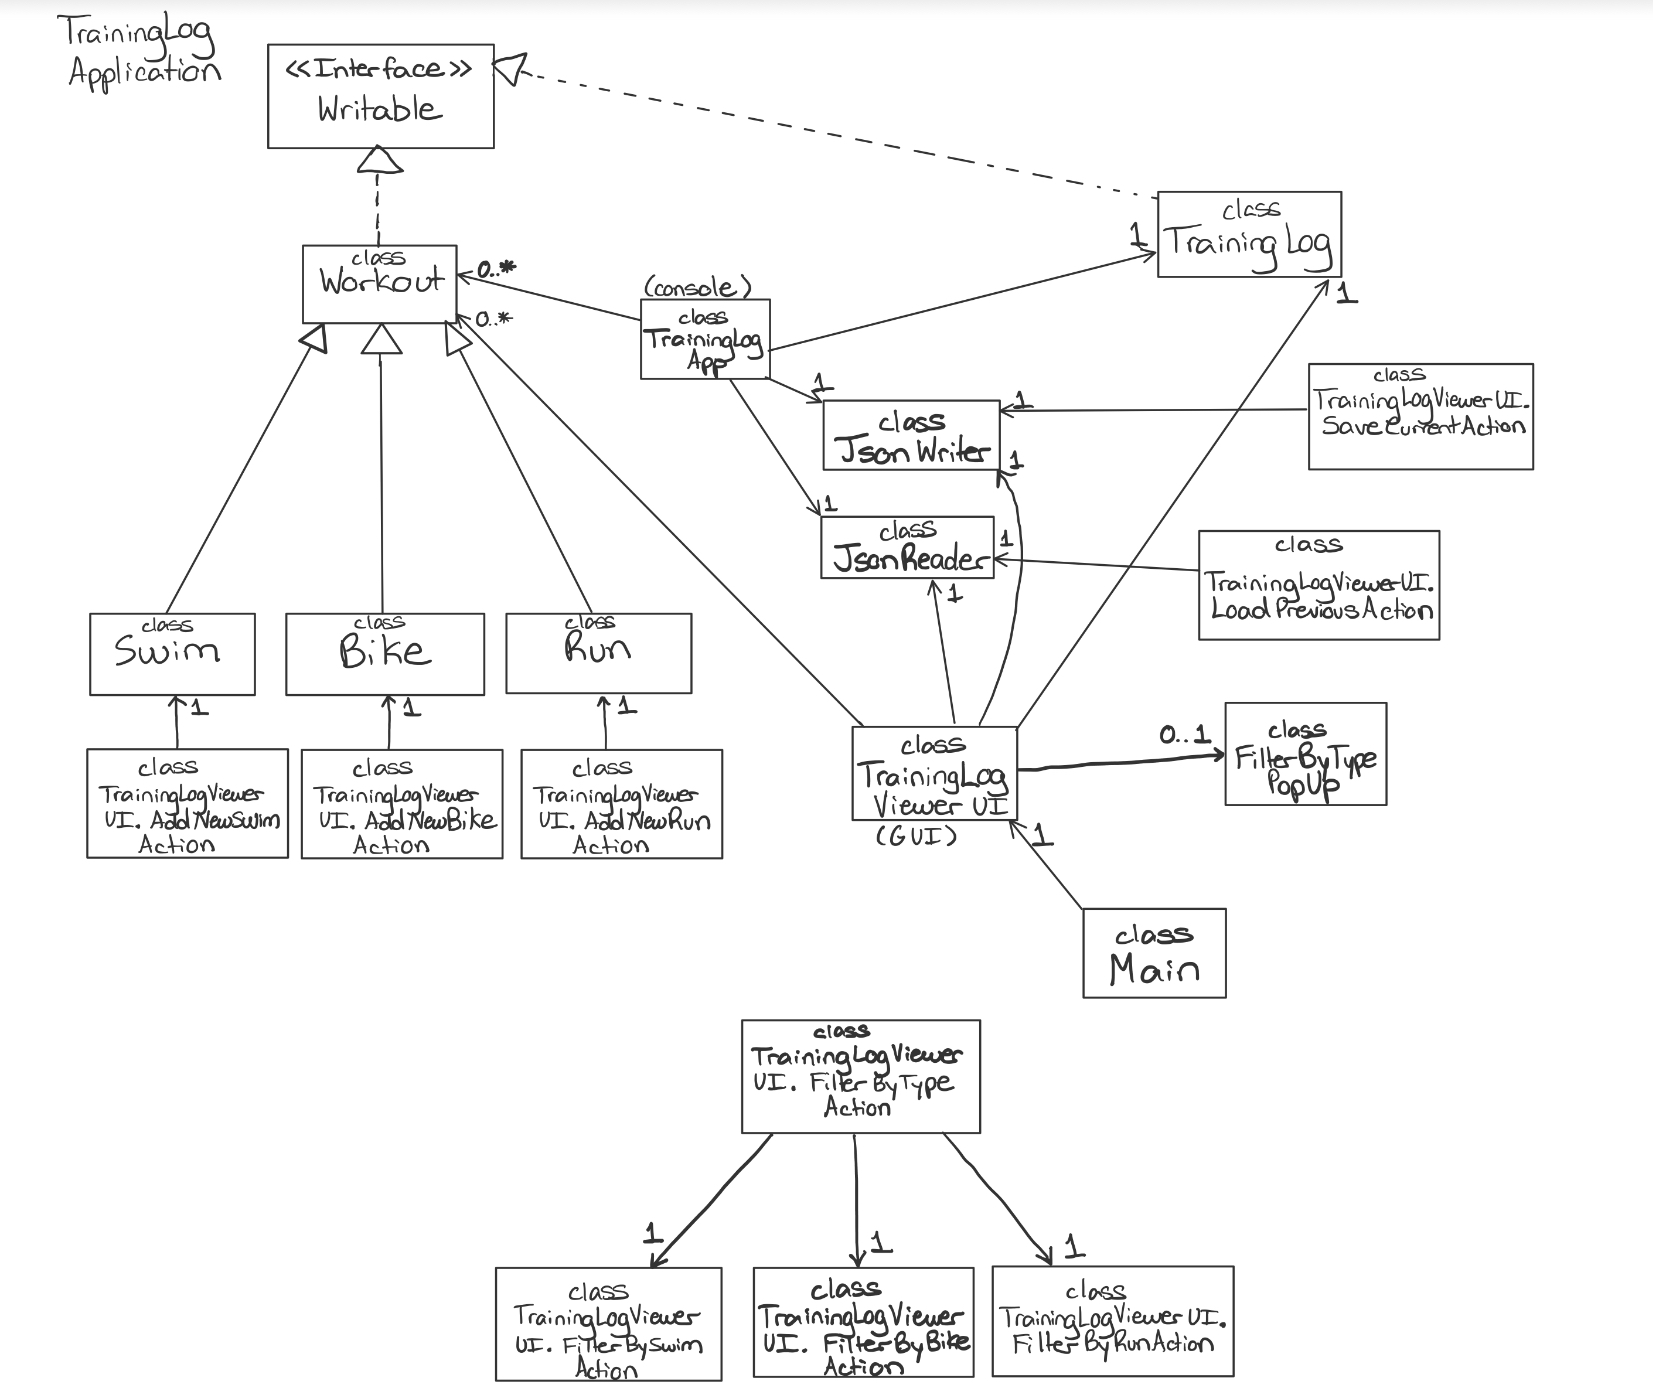 TrainingLog
Application
<<Interface>>
Writable
class
Training Log
1
class
Workout
0..*
0..*
(console)
class
TrainingLog
App
1
1
class
Json Writer
1
1
1
class
TrainingLogViewerUI.
SaveCurrentAction
1
class
JsonReader
1
1
class
TrainingLogViewerUI.
Load Previous Action
class
Swim
1
class
Bike
1
class
Run
1
class
TrainingLogViewer
UI. AddNewSwim
Action
class
TrainingLogViewer
UI. AddNewBike
Action
class
TrainingLogViewer
UI. AddNewRun
Action
class
TrainingLog
Viewer UI
(GUI)
0..1
class
FilterByType
PopUp
1
class
Main
class
TrainingLogViewer
UI. FilterByType
Action
1
1
1
class
TrainingLogViewer
UI. FilterBySwim
Action
class
TrainingLogViewer
UI. FilterByBike
Action
class
TrainingLogViewer UI.
FilterByRunAction